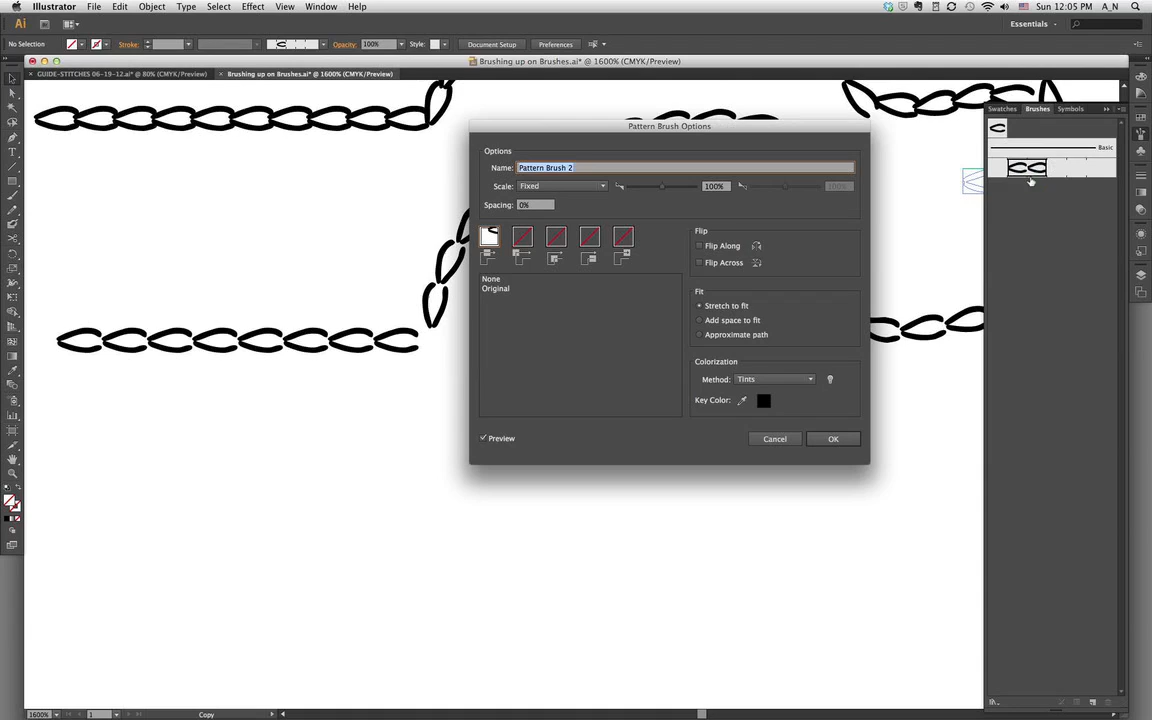 Illustrator File Edit Object Type Select Effect View Window Help
Sun 12:05 PM A_N
Ai
Essentials
No Selection
Stroke:
Opacity: 100%
Style:
Document Setup
Preferences
Brushing up on Brushes.ai* @ 1600% (CMYK/Preview)
GUIDE-STITCHES 06-19-12.ai* @ 80% (CMYK/Preview)
Brushing up on Brushes.ai* @ 1600% (CMYK/Preview)
Swatches Brushes Symbols
Basic
Pattern Brush Options
Options
Name: Pattern Brush 2
Scale: Fixed
100%
100%
Spacing: 0%
None
Original
Flip
Flip Along
Flip Across
Fit
Stretch to fit
Add space to fit
Approximate path
Colorization
Method: Tints
Key Color:
Preview
Cancel
OK
1600%
1
Copy